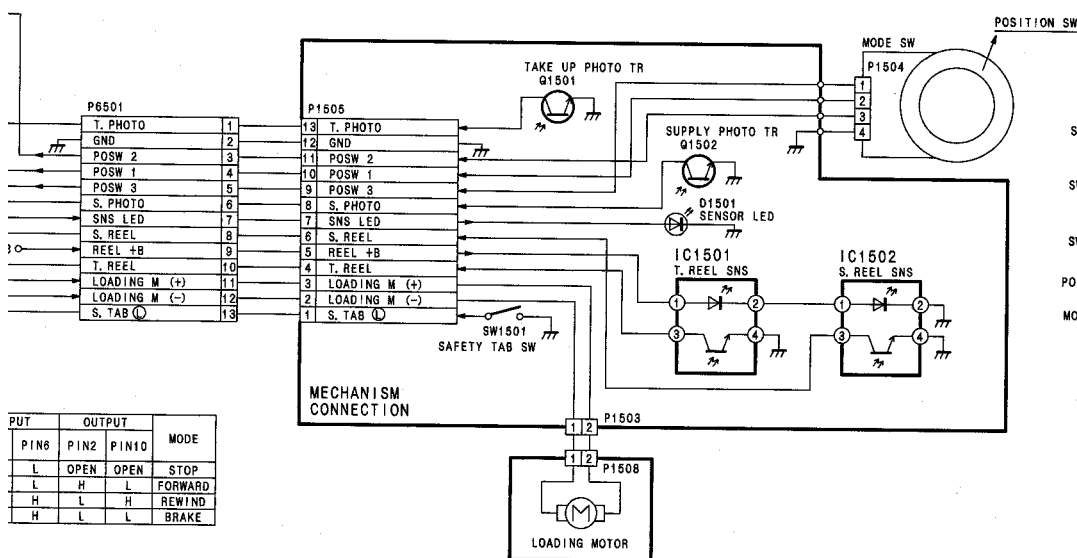 POSITION SW
MODE SW
P1504
1
2
3
4
TAKE UP PHOTO TR
Q1501
SUPPLY PHOTO TR
Q1502
D1501
SENSOR LED
P6501
T. PHOTO 1
GND 2
POSW 2 3
POSW 1 4
POSW 3 5
S. PHOTO 6
SNS LED 7
S. REEL 8
REEL +B 9
T. REEL 10
LOADING M (+) 11
LOADING M (-) 12
S. TAB Ⓛ 13
P1505
13 T. PHOTO
12 GND
11 POSW 2
10 POSW 1
9 POSW 3
8 S. PHOTO
7 SNS LED
6 S. REEL
5 REEL +B
4 T. REEL
3 LOADING M (+)
2 LOADING M (-)
1 S. TAB Ⓛ
SW1501
SAFETY TAB SW
IC1501
T. REEL SNS
1 2
3 4
IC1502
S. REEL SNS
1 2
3 4
MECHANISM
CONNECTION
1 2 P1503
1 2 P1508
M
LOADING MOTOR
PUT OUTPUT MODE
PIN6 PIN2 PIN10
L OPEN OPEN STOP
L H L FORWARD
H L H REWIND
H L L BRAKE
S
SW
PO
MO